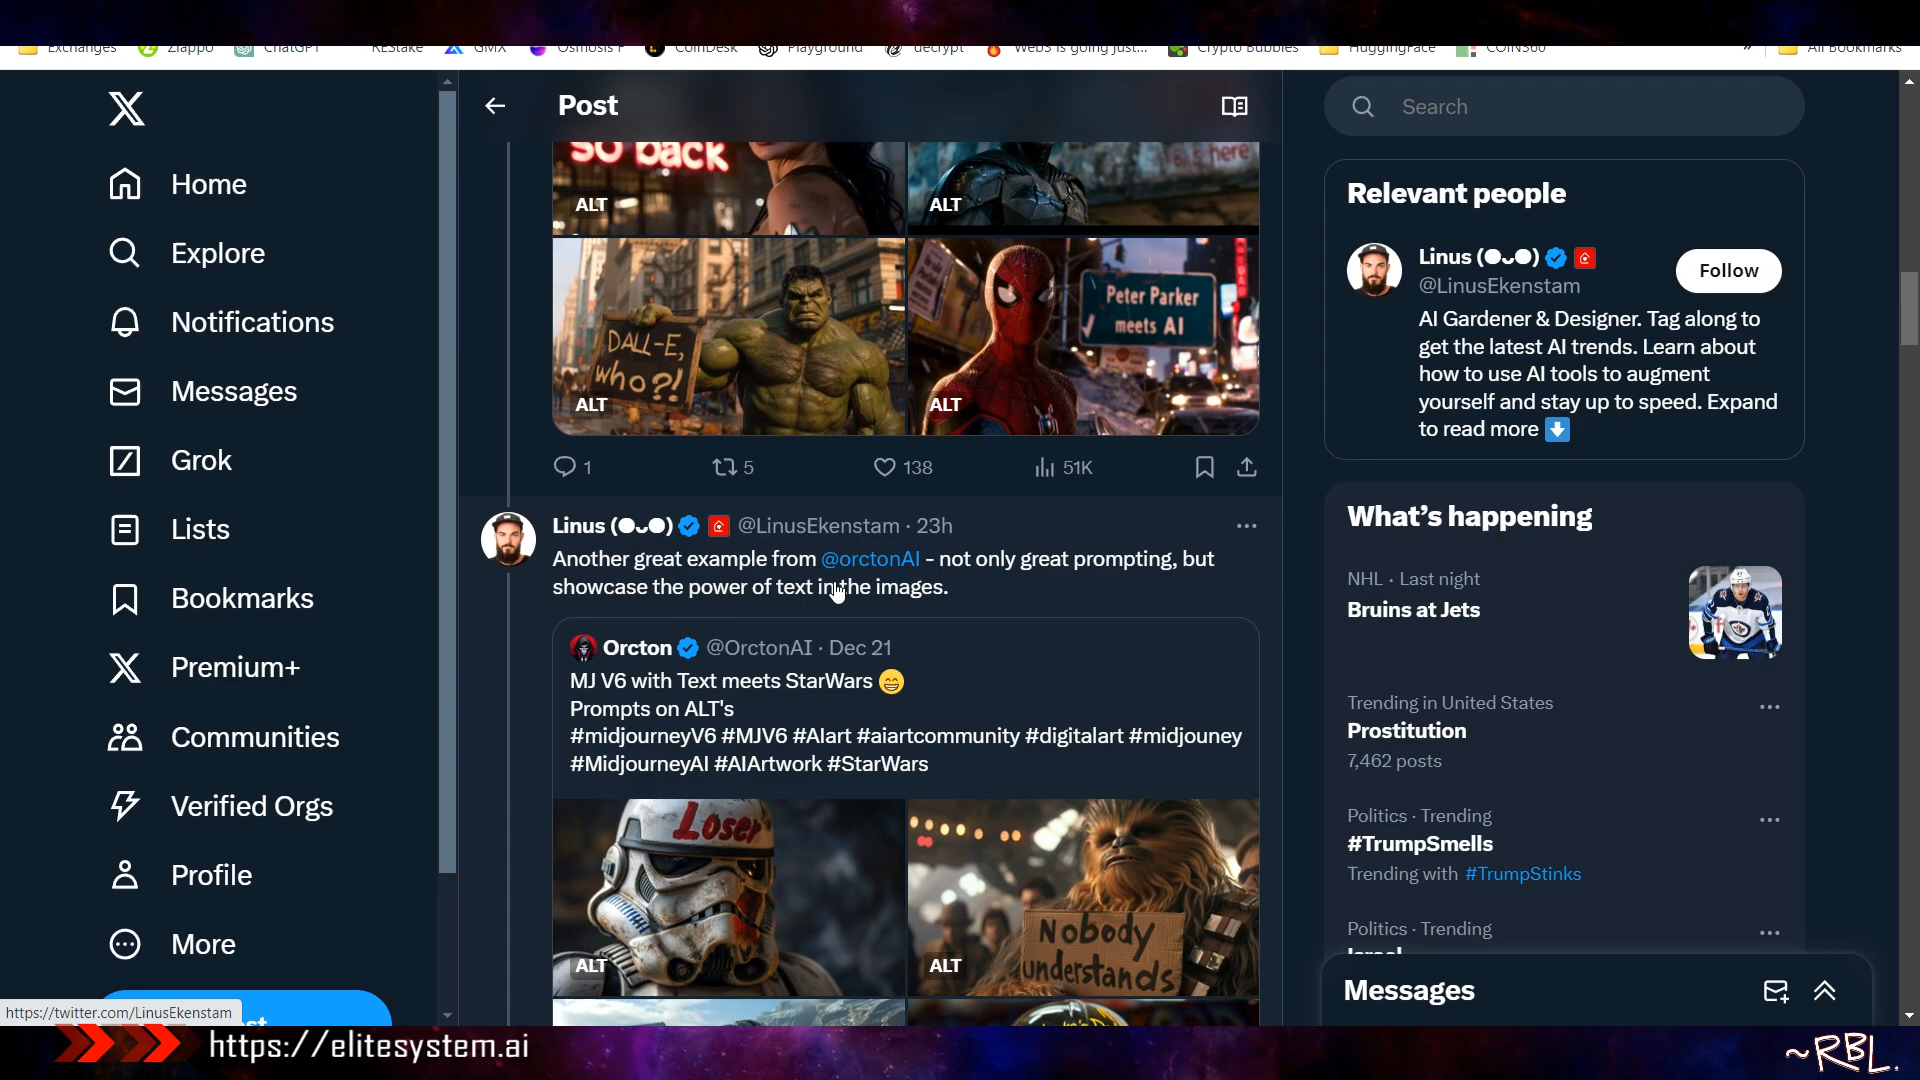 Exchanges
Zlappo
ChatGPT
REStake
GMX
Osmosis F
CoinDesk
Playground
decrypt
Web3 is going just...
Crypto Bubbles
HuggingFace
COIN360
»
All Bookmarks
Home
Explore
Notifications
Messages
Grok
Lists
Bookmarks
Premium+
Communities
Verified Orgs
Profile
More
https://twitter.com/LinusEkenstam
Post
so back
ALT
ALT
DALL-E,
who?!
ALT
Peter Parker
meets AI
ALT
1
5
138
51K
Linus @LinusEkenstam · 23h
Another great example from @orctonAI - not only great prompting, but
showcase the power of text in the images.
Orcton @OrctonAI · Dec 21
MJ V6 with Text meets StarWars 😁
Prompts on ALT's
#midjourneyV6 #MJV6 #AIart #aiartcommunity #digitalart #midjouney
#MidjourneyAI #AIArtwork #StarWars
Loser
ALT
Nobody
understands
ALT
Search
Relevant people
Linus
@LinusEkenstam
Follow
AI Gardener & Designer. Tag along to
get the latest AI trends. Learn about
how to use AI tools to augment
yourself and stay up to speed. Expand
to read more ⬇️
What's happening
NHL · Last night
Bruins at Jets
Trending in United States
Prostitution
7,462 posts
Politics · Trending
#TrumpSmells
Trending with #TrumpStinks
Politics · Trending
Israel
Messages
https://elitesystem.ai
~RBL.